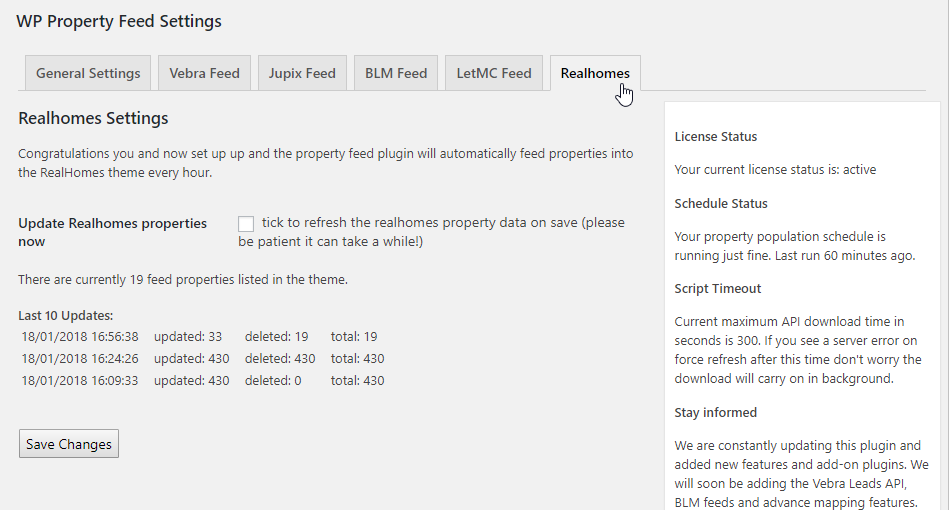 WP Property Feed Settings
General Settings
Vebra Feed
Jupix Feed
BLM Feed
LetMC Feed
Realhomes
Realhomes Settings
Congratulations you and now set up up and the property feed plugin will automatically feed properties into
the RealHomes theme every hour.
Update Realhomes properties
now
tick to refresh the realhomes property data on save (please
be patient it can take a while!)
There are currently 19 feed properties listed in the theme.
Last 10 Updates:
18/01/2018 16:56:38 updated: 33 deleted: 19 total: 19
18/01/2018 16:24:26 updated: 430 deleted: 430 total: 430
18/01/2018 16:09:33 updated: 430 deleted: 0 total: 430
Save Changes
License Status
Your current license status is: active
Schedule Status
Your property population schedule is
running just fine. Last run 60 minutes ago.
Script Timeout
Current maximum API download time in
seconds is 300. If you see a server error on
force refresh after this time don't worry the
download will carry on in background.
Stay informed
We are constantly updating this plugin and
added new features and add-on plugins. We
will soon be adding the Vebra Leads API,
BLM feeds and advance mapping features.